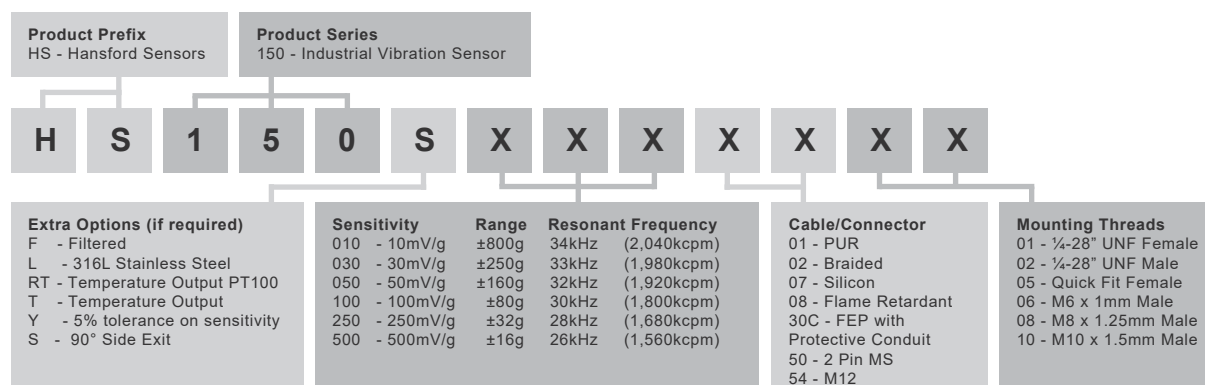 Product Prefix
HS - Hansford Sensors
Product Series
150 - Industrial Vibration Sensor
H S 1 5 0 S X X X X X X X
Extra Options (if required)
F - Filtered
L - 316L Stainless Steel
RT - Temperature Output PT100
T - Temperature Output
Y - 5% tolerance on sensitivity
S - 90° Side Exit
Sensitivity Range Resonant Frequency
010 - 10mV/g ±800g 34kHz (2,040kcpm)
030 - 30mV/g ±250g 33kHz (1,980kcpm)
050 - 50mV/g ±160g 32kHz (1,920kcpm)
100 - 100mV/g ±80g 30kHz (1,800kcpm)
250 - 250mV/g ±32g 28kHz (1,680kcpm)
500 - 500mV/g ±16g 26kHz (1,560kcpm)
Cable/Connector
01 - PUR
02 - Braided
07 - Silicon
08 - Flame Retardant
30C - FEP with
Protective Conduit
50 - 2 Pin MS
54 - M12
Mounting Threads
01 - ¼-28” UNF Female
02 - ¼-28” UNF Male
05 - Quick Fit Female
06 - M6 x 1mm Male
08 - M8 x 1.25mm Male
10 - M10 x 1.5mm Male